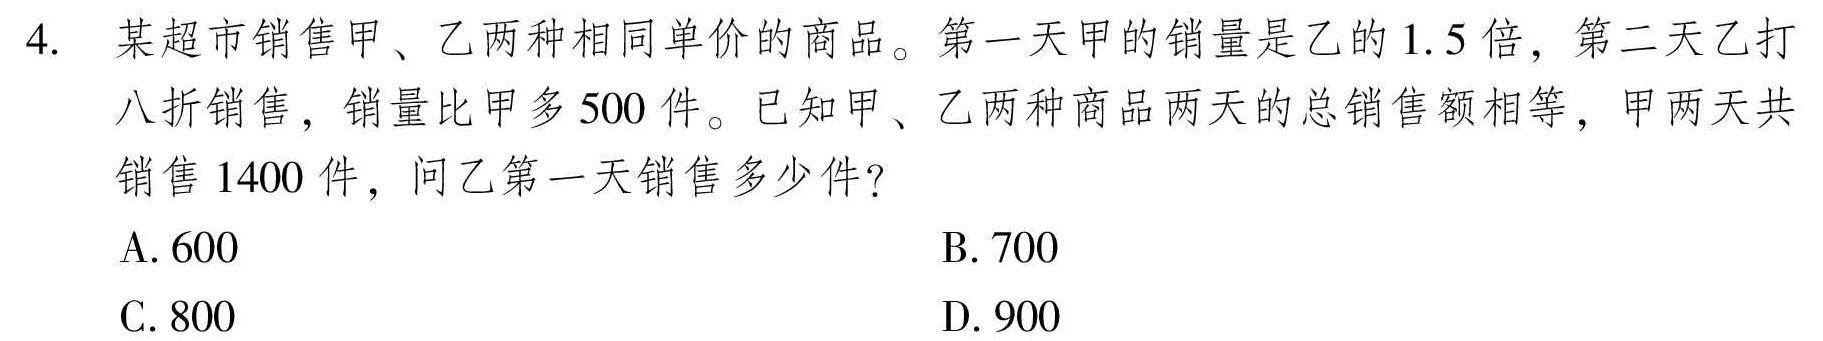 4. 某超市销售甲、乙两种相同单价的商品。第一天甲的销量是乙的1.5倍，第二天乙打
八折销售，销量比甲多500件。已知甲、乙两种商品两天的总销售额相等，甲两天共
销售1400件，问乙第一天销售多少件？
A. 600 B. 700
C. 800 D. 900